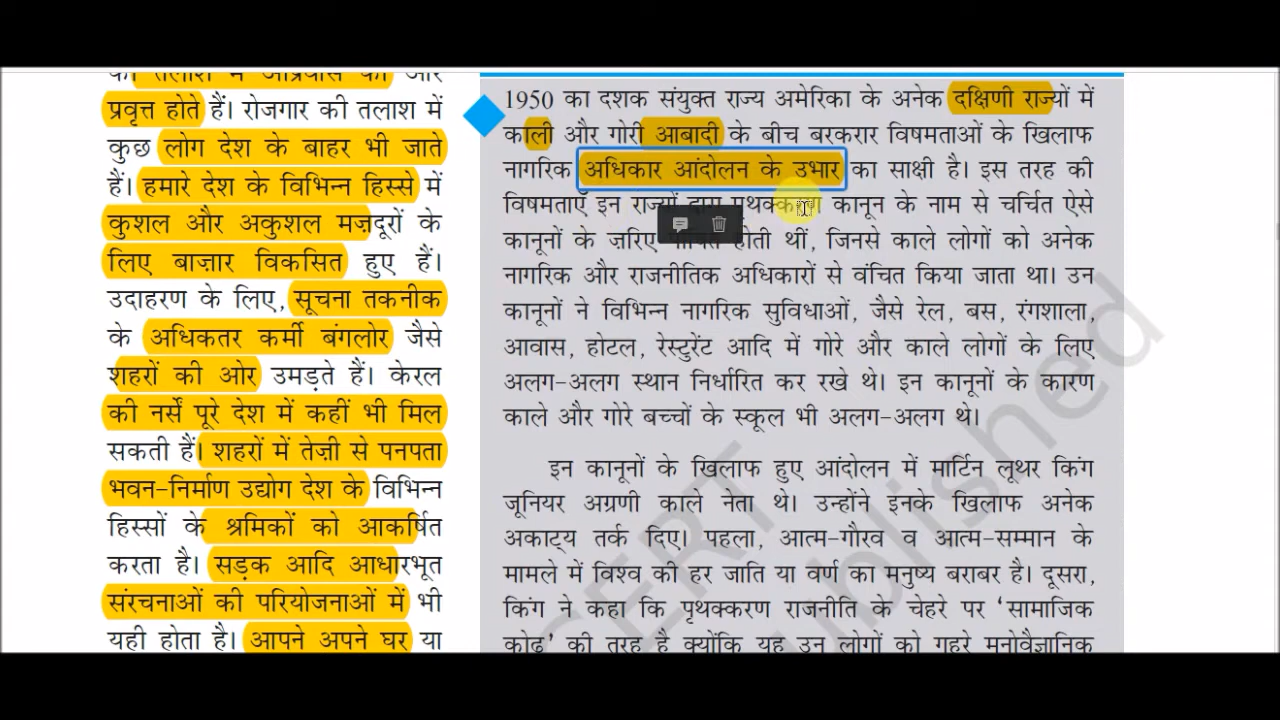 प्रवृत्त होते हैं। रोजगार की तलाश में
कुछ लोग देश के बाहर भी जाते
हैं। हमारे देश के विभिन्न हिस्से में
कुशल और अकुशल मज़दूरों के
लिए बाज़ार विकसित हुए हैं।
उदाहरण के लिए, सूचना तकनीक
के अधिकतर कर्मी बंगलोर जैसे
शहरों की ओर उमड़ते हैं। केरल
की नर्सें पूरे देश में कहीं भी मिल
सकती हैं। शहरों में तेज़ी से पनपता
भवन-निर्माण उद्योग देश के विभिन्न
हिस्सों के श्रमिकों को आकर्षित
करता है। सड़क आदि आधारभूत
संरचनाओं की परियोजनाओं में भी
यही होता है। आपने अपने घर या
1950 का दशक संयुक्त राज्य अमेरिका के अनेक दक्षिणी राज्यों में
काली और गोरी आबादी के बीच बरकरार विषमताओं के खिलाफ
नागरिक अधिकार आंदोलन के उभार का साक्षी है। इस तरह की
विषमताएँ इन राज्यों कानून के नाम से चर्चित ऐसे
कानूनों के ज़रिए होती थीं, जिनसे काले लोगों को अनेक
नागरिक और राजनीतिक अधिकारों से वंचित किया जाता था। उन
कानूनों ने विभिन्न नागरिक सुविधाओं, जैसे रेल, बस, रंगशाला,
आवास, होटल, रेस्टुरेंट आदि में गोरे और काले लोगों के लिए
अलग-अलग स्थान निर्धारित कर रखे थे। इन कानूनों के कारण
काले और गोरे बच्चों के स्कूल भी अलग-अलग थे।
इन कानूनों के खिलाफ हुए आंदोलन में मार्टिन लूथर किंग
जूनियर अग्रणी काले नेता थे। उन्होंने इनके खिलाफ अनेक
अकाट्य तर्क दिए। पहला, आत्म-गौरव व आत्म-सम्मान के
मामले में विश्व की हर जाति या वर्ण का मनुष्य बराबर है। दूसरा,
किंग ने कहा कि पृथक्करण राजनीति के चेहरे पर ‘सामाजिक
कोढ़’ की तरह है क्योंकि यह उन लोगों को गहरे मनोवैज्ञानिक